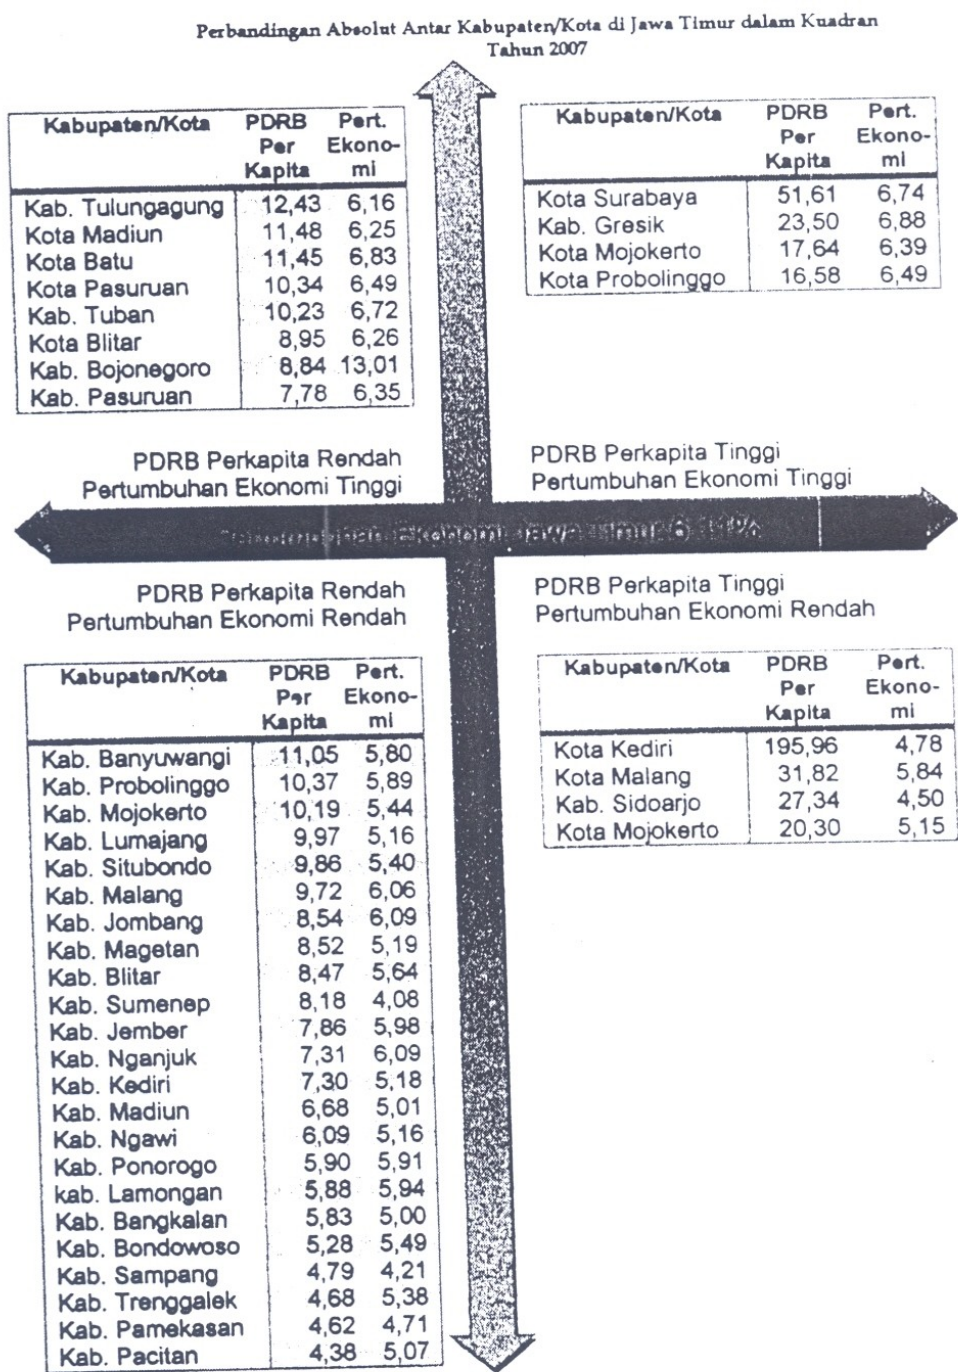 Perbandingan Absolut Antar Kabupaten/Kota di Jawa Timur dalam Kuadran
Tahun 2007
Kabupaten/Kota PDRB Per Kapita Pert. Ekono-mi
Kab. Tulungagung 12,43 6,16
Kota Madiun 11,48 6,25
Kota Batu 11,45 6,83
Kota Pasuruan 10,34 6,49
Kab. Tuban 10,23 6,72
Kota Blitar 8,95 6,26
Kab. Bojonegoro 8,84 13,01
Kab. Pasuruan 7,78 6,35
Kabupaten/Kota PDRB Per Kapita Pert. Ekono-mi
Kota Surabaya 51,61 6,74
Kab. Gresik 23,50 6,88
Kota Mojokerto 17,64 6,39
Kota Probolinggo 16,58 6,49
PDRB Perkapita Rendah
Pertumbuhan Ekonomi Tinggi
PDRB Perkapita Tinggi
Pertumbuhan Ekonomi Tinggi
Pertumbuhan Ekonomi Jawa Timur 6,11%
PDRB Perkapita Rendah
Pertumbuhan Ekonomi Rendah
PDRB Perkapita Tinggi
Pertumbuhan Ekonomi Rendah
Kabupaten/Kota PDRB Per Kapita Pert. Ekono-mi
Kab. Banyuwangi 11,05 5,80
Kab. Probolinggo 10,37 5,89
Kab. Mojokerto 10,19 5,44
Kab. Lumajang 9,97 5,16
Kab. Situbondo 9,86 5,40
Kab. Malang 9,72 6,06
Kab. Jombang 8,54 6,09
Kab. Magetan 8,52 5,19
Kab. Blitar 8,47 5,64
Kab. Sumenep 8,18 4,08
Kab. Jember 7,86 5,98
Kab. Nganjuk 7,31 6,09
Kab. Kediri 7,30 5,18
Kab. Madiun 6,68 5,01
Kab. Ngawi 6,09 5,16
Kab. Ponorogo 5,90 5,91
kab. Lamongan 5,88 5,94
Kab. Bangkalan 5,83 5,00
Kab. Bondowoso 5,28 5,49
Kab. Sampang 4,79 4,21
Kab. Trenggalek 4,68 5,38
Kab. Pamekasan 4,62 4,71
Kab. Pacitan 4,38 5,07
Kabupaten/Kota PDRB Per Kapita Pert. Ekono-mi
Kota Kediri 195,96 4,78
Kota Malang 31,82 5,84
Kab. Sidoarjo 27,34 4,50
Kota Mojokerto 20,30 5,15